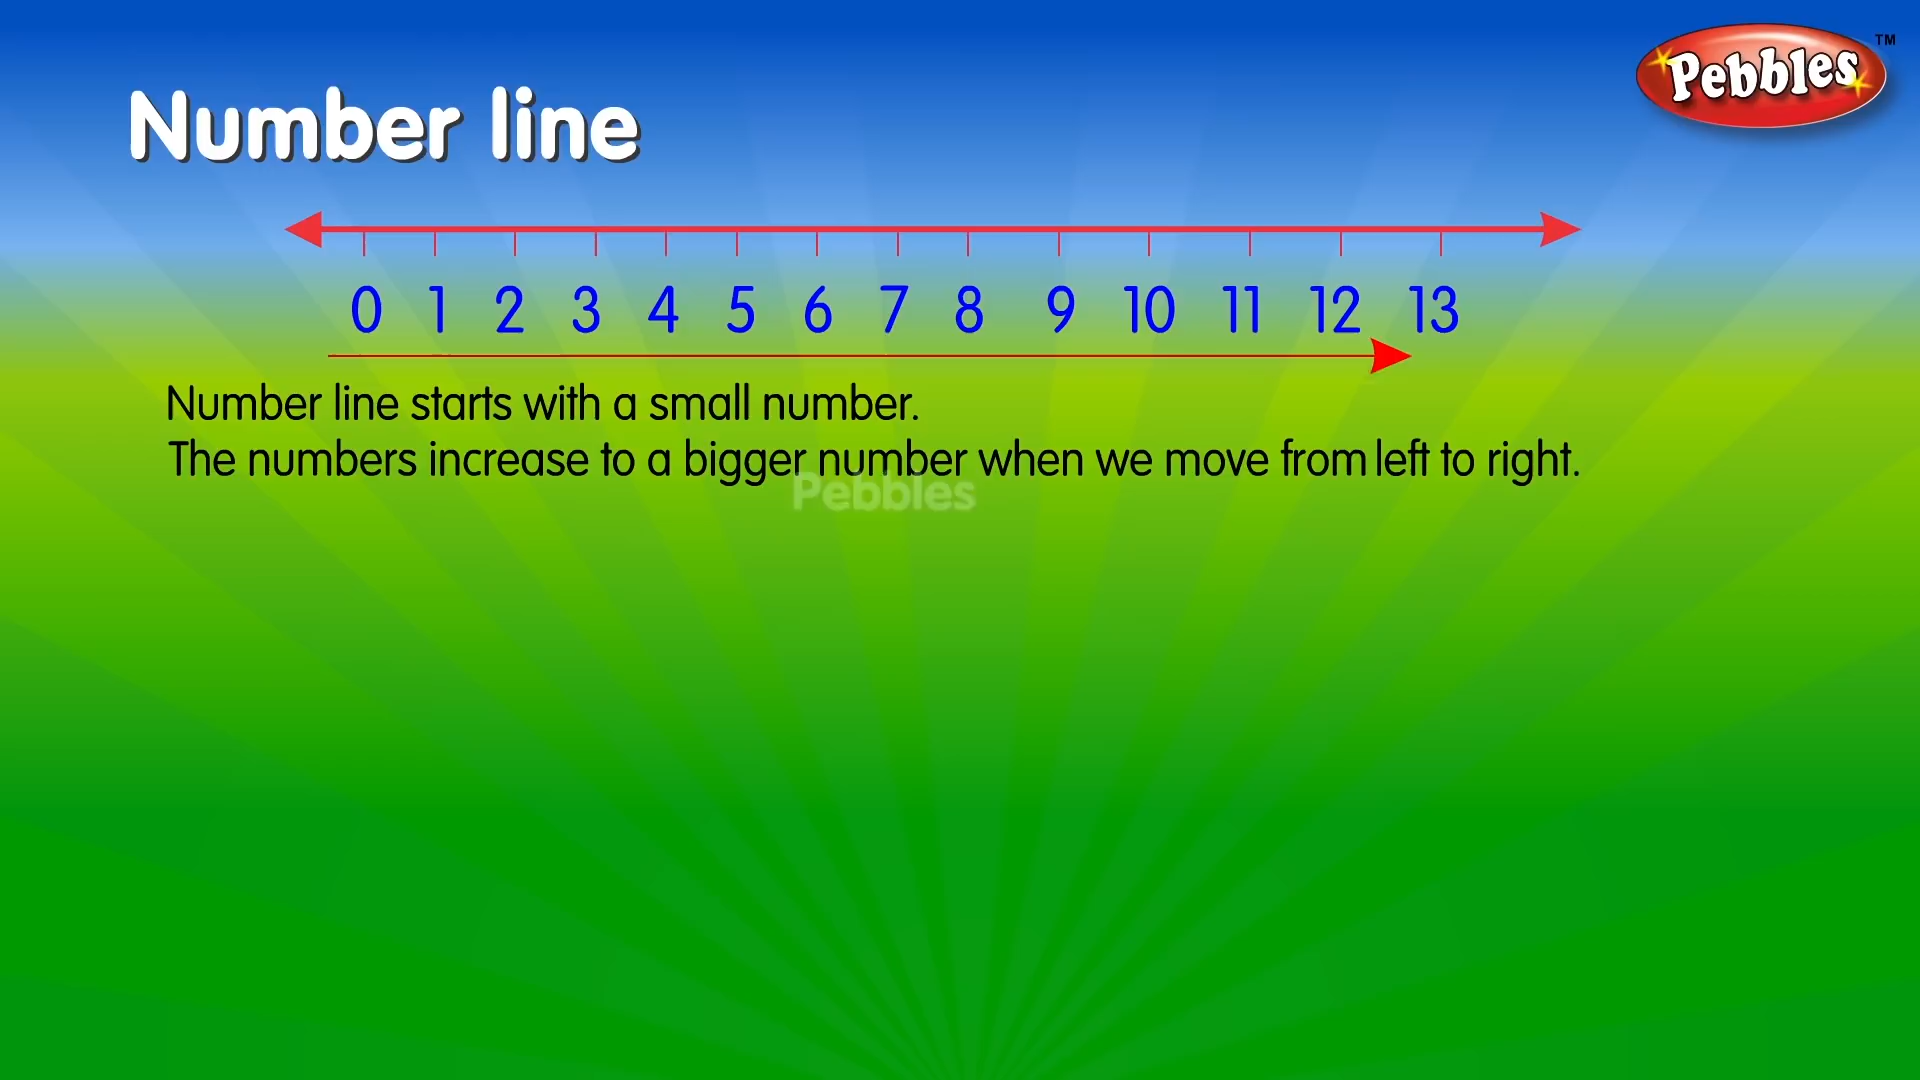 Pebbles TM
Number line
0 1 2 3 4 5 6 7 8 9 10 11 12 13
Number line starts with a small number.
The numbers increase to a bigger number when we move from left to right.
Pebbles